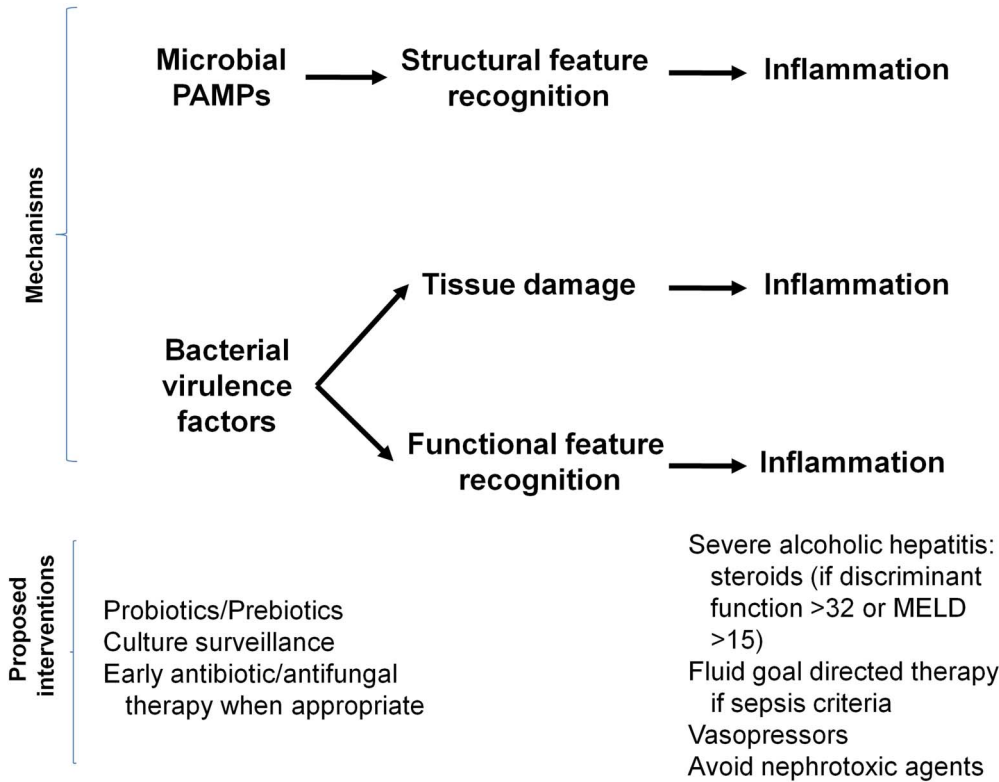 Mechanisms
Microbial
PAMPs
Structural feature
recognition
Inflammation
Bacterial
virulence
factors
Tissue damage
Inflammation
Functional feature
recognition
Inflammation
Proposed
interventions
Probiotics/Prebiotics
Culture surveillance
Early antibiotic/antifungal
therapy when appropriate
Severe alcoholic hepatitis:
steroids (if discriminant
function >32 or MELD
>15)
Fluid goal directed therapy
if sepsis criteria
Vasopressors
Avoid nephrotoxic agents